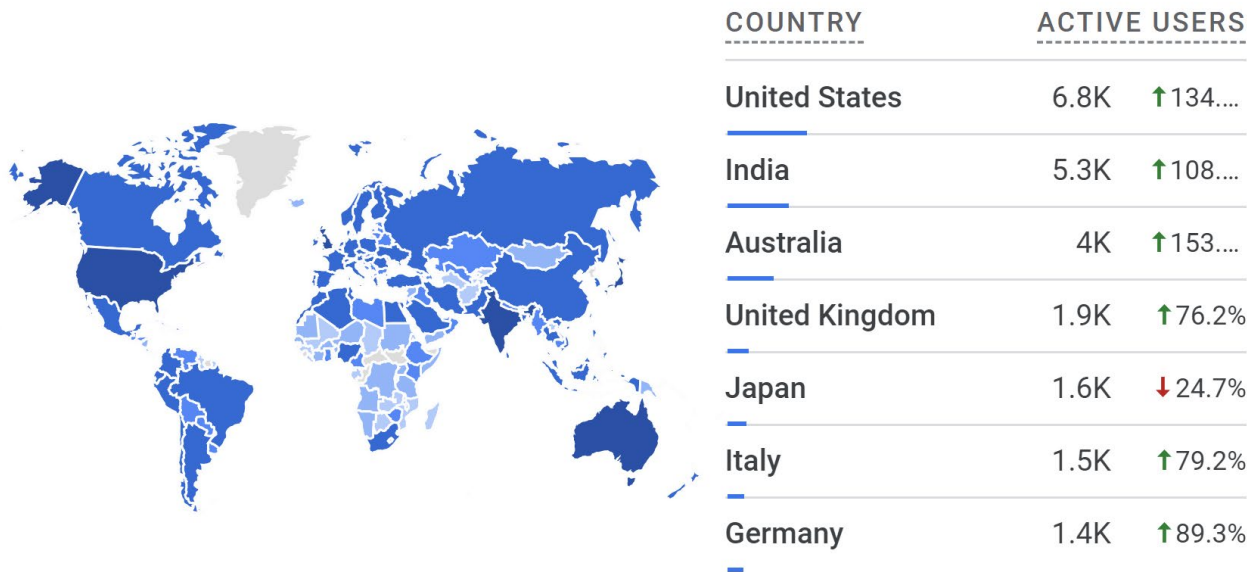 COUNTRY ACTIVE USERS
United States 6.8K ↑134....
India 5.3K ↑108....
Australia 4K ↑153....
United Kingdom 1.9K ↑76.2%
Japan 1.6K ↓24.7%
Italy 1.5K ↑79.2%
Germany 1.4K ↑89.3%